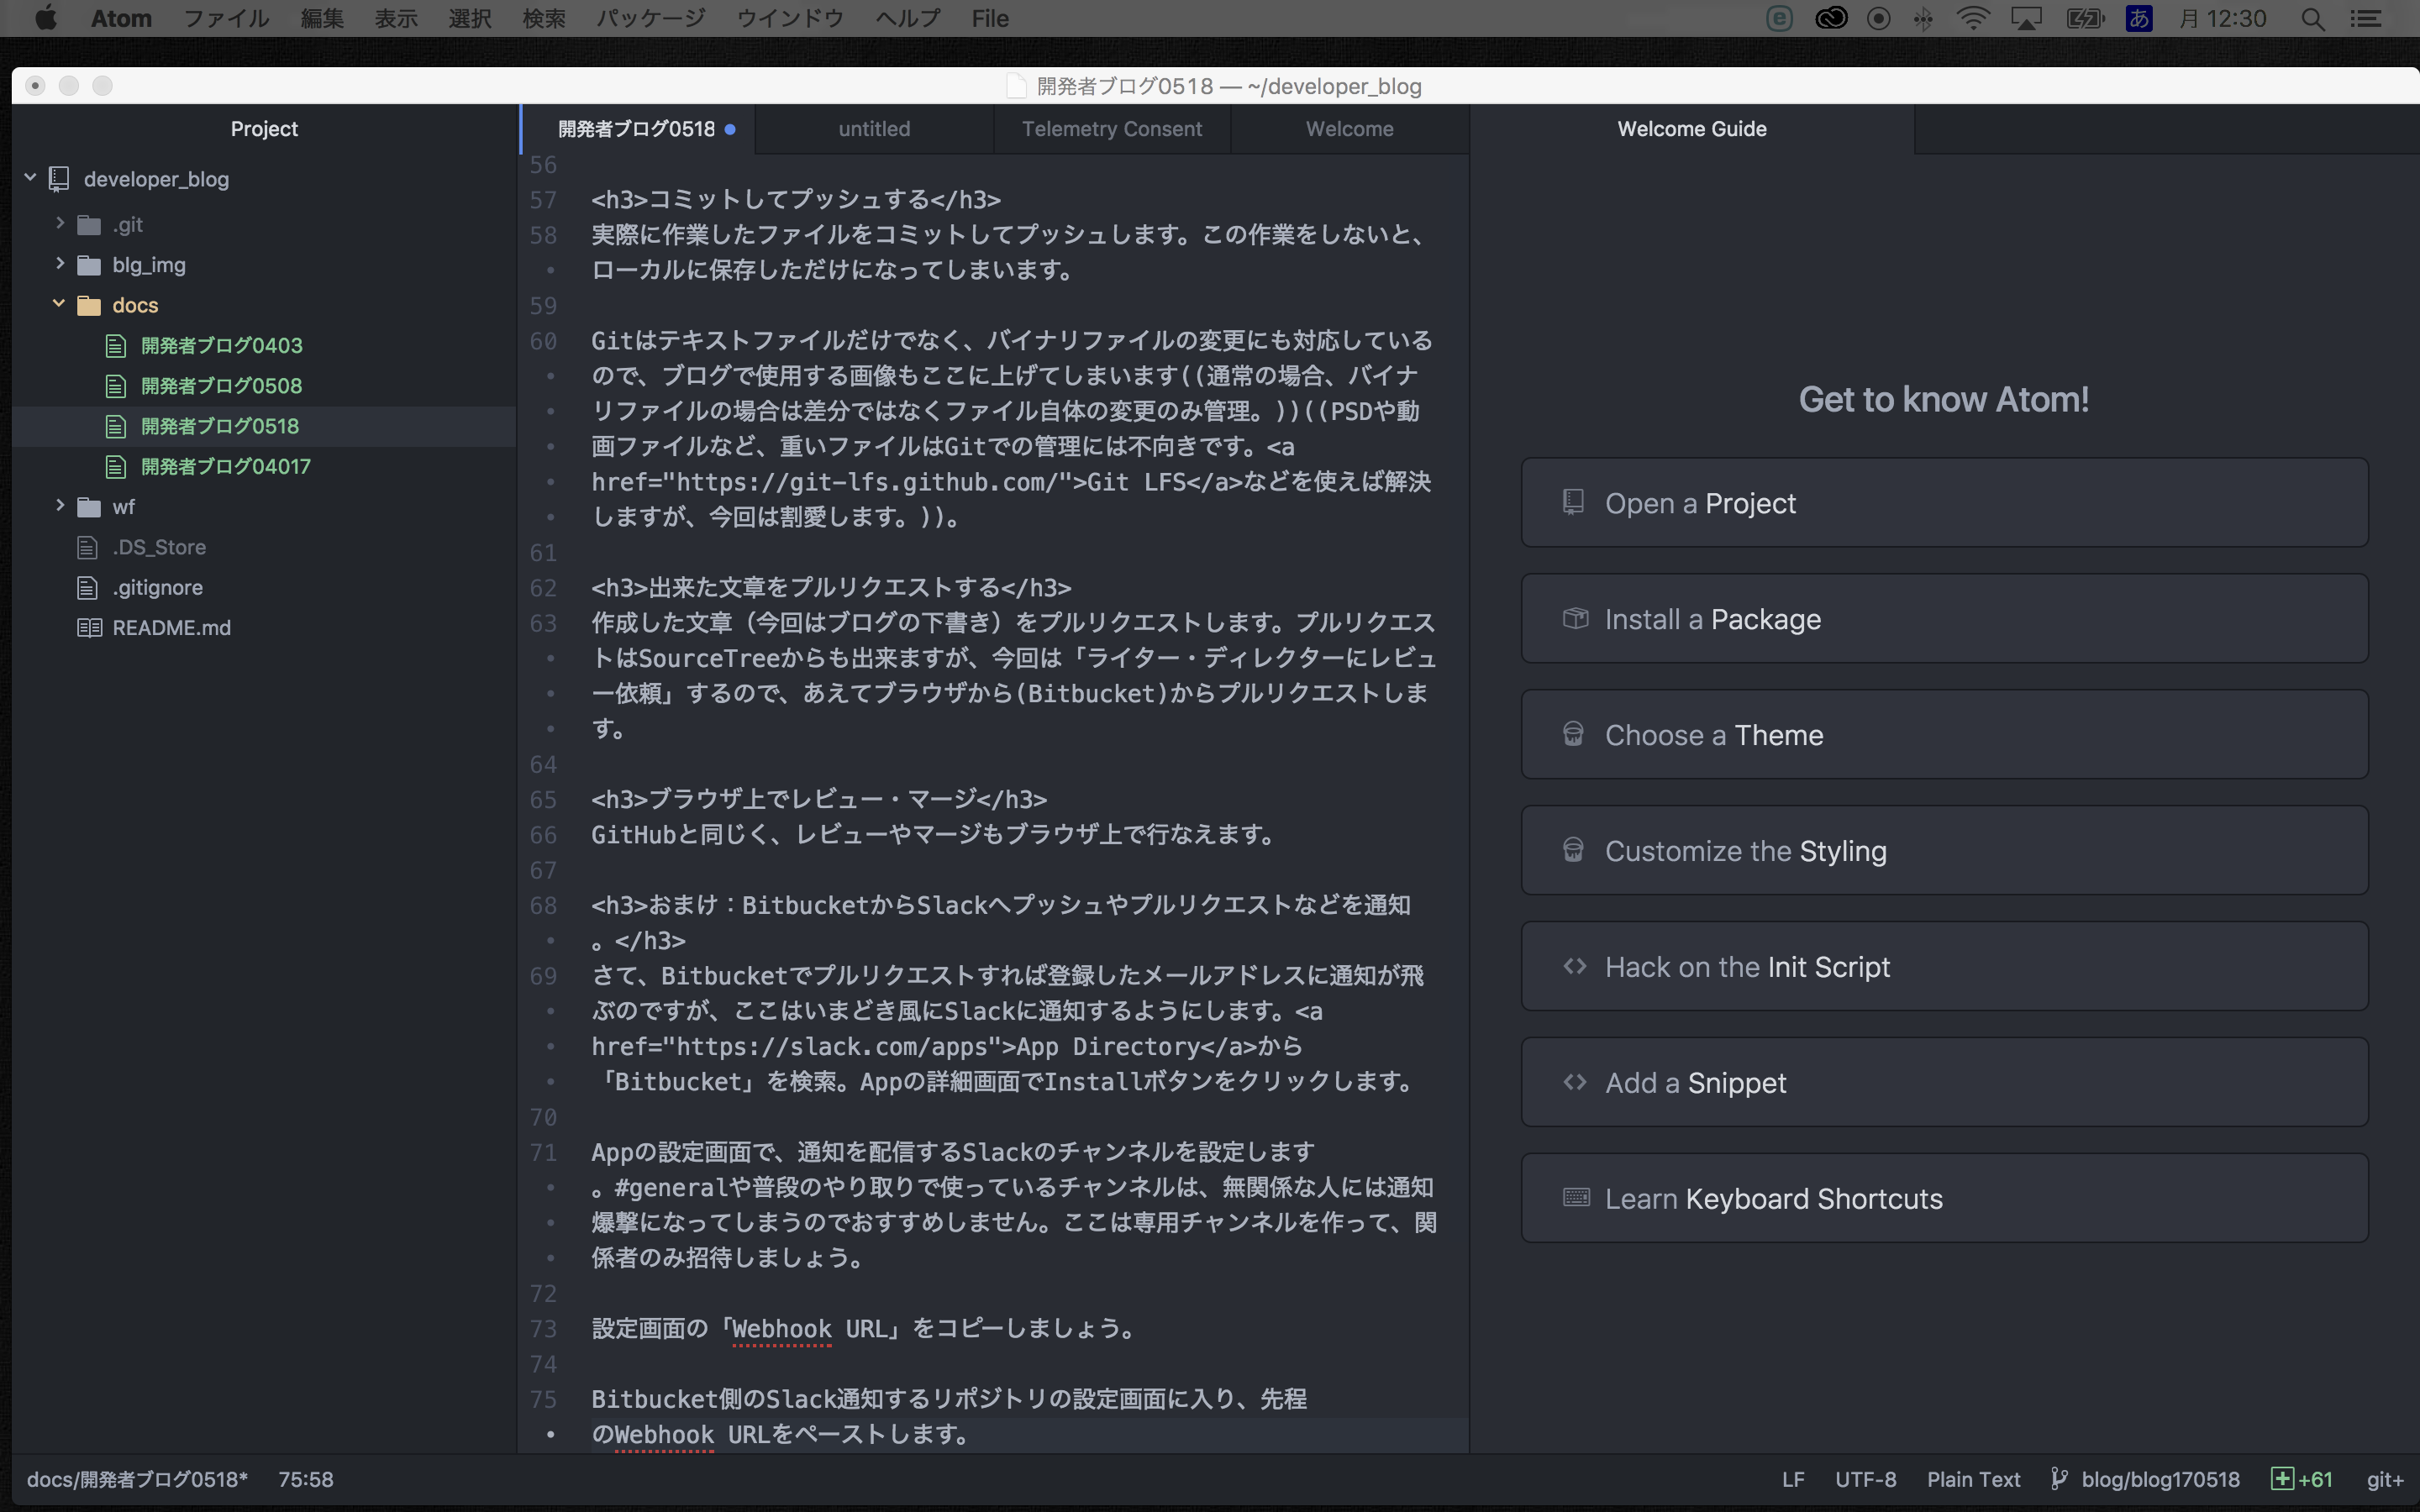 Atom ファイル 編集 表示 選択 検索 パッケージ ウインドウ ヘルプ File あ 月 12:30
開発者ブログ0518 — ~/developer_blog
Project
developer_blog
.git
blg_img
docs
開発者ブログ0403
開発者ブログ0508
開発者ブログ0518
開発者ブログ04017
wf
.DS_Store
.gitignore
README.md
開発者ブログ0518 untitled Telemetry Consent Welcome
56
57 <h3>コミットしてプッシュする</h3>
58 実際に作業したファイルをコミットしてプッシュします。この作業をしないと、
ローカルに保存しただけになってしまいます。
59
60 Gitはテキストファイルだけでなく、バイナリファイルの変更にも対応している
ので、ブログで使用する画像もここに上げてしまいます((通常の場合、バイナ
リファイルの場合は差分ではなくファイル自体の変更のみ管理。))((PSDや動
画ファイルなど、重いファイルはGitでの管理には不向きです。<a
href="https://git-lfs.github.com/">Git LFS</a>などを使えば解決
しますが、今回は割愛します。))。
61
62 <h3>出来た文章をプルリクエストする</h3>
63 作成した文章（今回はブログの下書き）をプルリクエストします。プルリクエス
トはSourceTreeからも出来ますが、今回は「ライター・ディレクターにレビュ
ー依頼」するので、あえてブラウザから(Bitbucket)からプルリクエストしま
す。
64
65 <h3>ブラウザ上でレビュー・マージ</h3>
66 GitHubと同じく、レビューやマージもブラウザ上で行なえます。
67
68 <h3>おまけ：BitbucketからSlackへプッシュやプルリクエストなどを通知
。</h3>
69 さて、Bitbucketでプルリクエストすれば登録したメールアドレスに通知が飛
ぶのですが、ここはいまどき風にSlackに通知するようにします。<a
href="https://slack.com/apps">App Directory</a>から
「Bitbucket」を検索。Appの詳細画面でInstallボタンをクリックします。
70
71 Appの設定画面で、通知を配信するSlackのチャンネルを設定します
。#generalや普段のやり取りで使っているチャンネルは、無関係な人には通知
爆撃になってしまうのでおすすめしません。ここは専用チャンネルを作って、関
係者のみ招待しましょう。
72
73 設定画面の「Webhook URL」をコピーしましょう。
74
75 Bitbucket側のSlack通知するリポジトリの設定画面に入り、先程
のWebhook URLをペーストします。
Welcome Guide
Get to know Atom!
Open a Project
Install a Package
Choose a Theme
Customize the Styling
Hack on the Init Script
Add a Snippet
Learn Keyboard Shortcuts
docs/開発者ブログ0518* 75:58 LF UTF-8 Plain Text blog/blog170518 +61 git+